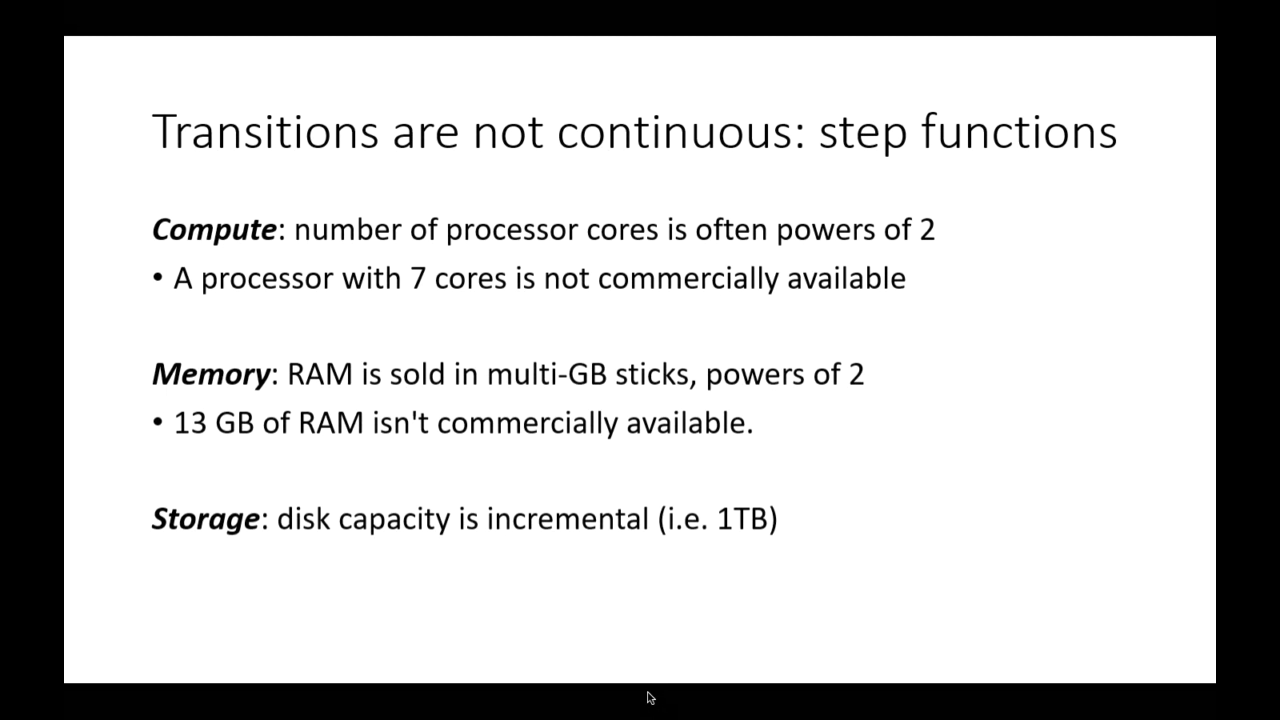 Transitions are not continuous: step functions
Compute: number of processor cores is often powers of 2
• A processor with 7 cores is not commercially available
Memory: RAM is sold in multi-GB sticks, powers of 2
• 13 GB of RAM isn't commercially available.
Storage: disk capacity is incremental (i.e. 1TB)